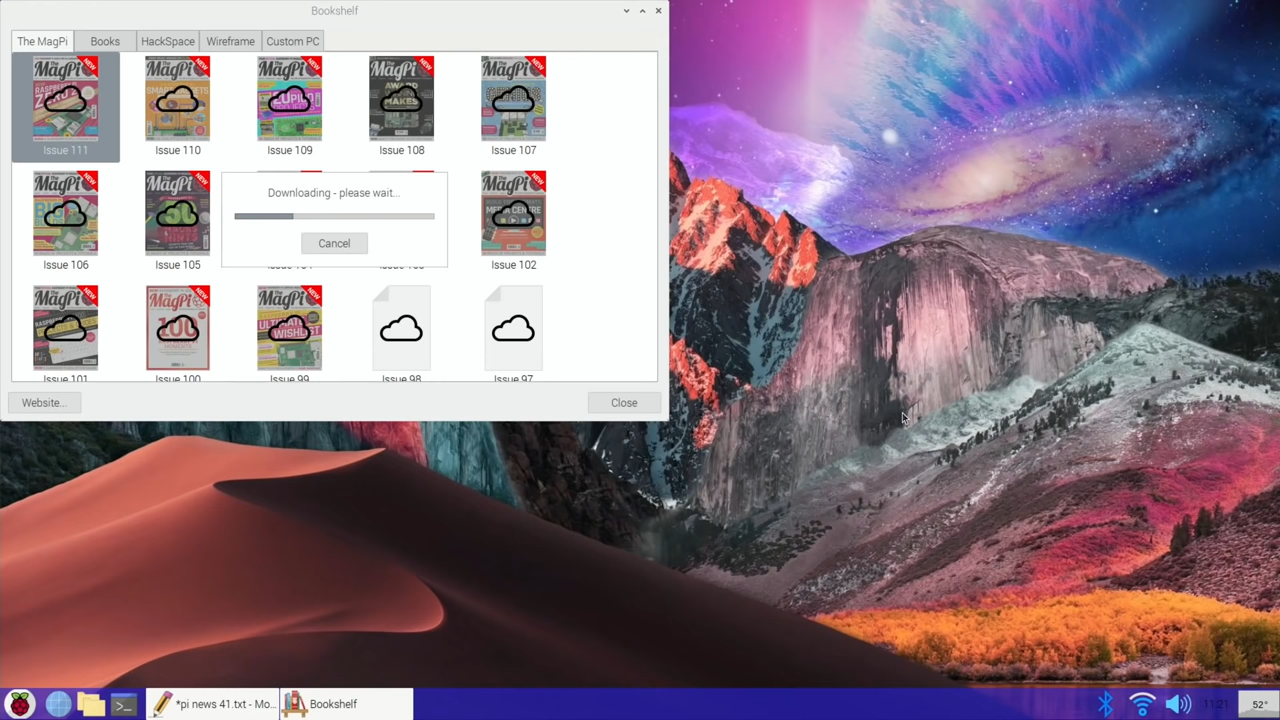 Bookshelf
The MagPi
Books
HackSpace
Wireframe
Custom PC
Issue 111
Issue 110
Issue 109
Issue 108
Issue 107
Downloading - please wait...
Cancel
Issue 106
Issue 105
Issue 102
Issue 101
Issue 100
Issue 99
Issue 98
Issue 97
Website...
Close
*pi news 41.txt - Mo...
Bookshelf
11:21
52°